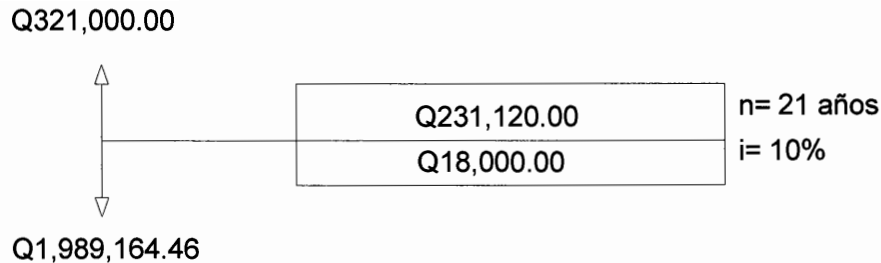 Q321,000.00
Q231,120.00
n= 21 años
Q18,000.00
i= 10%
Q1,989,164.46